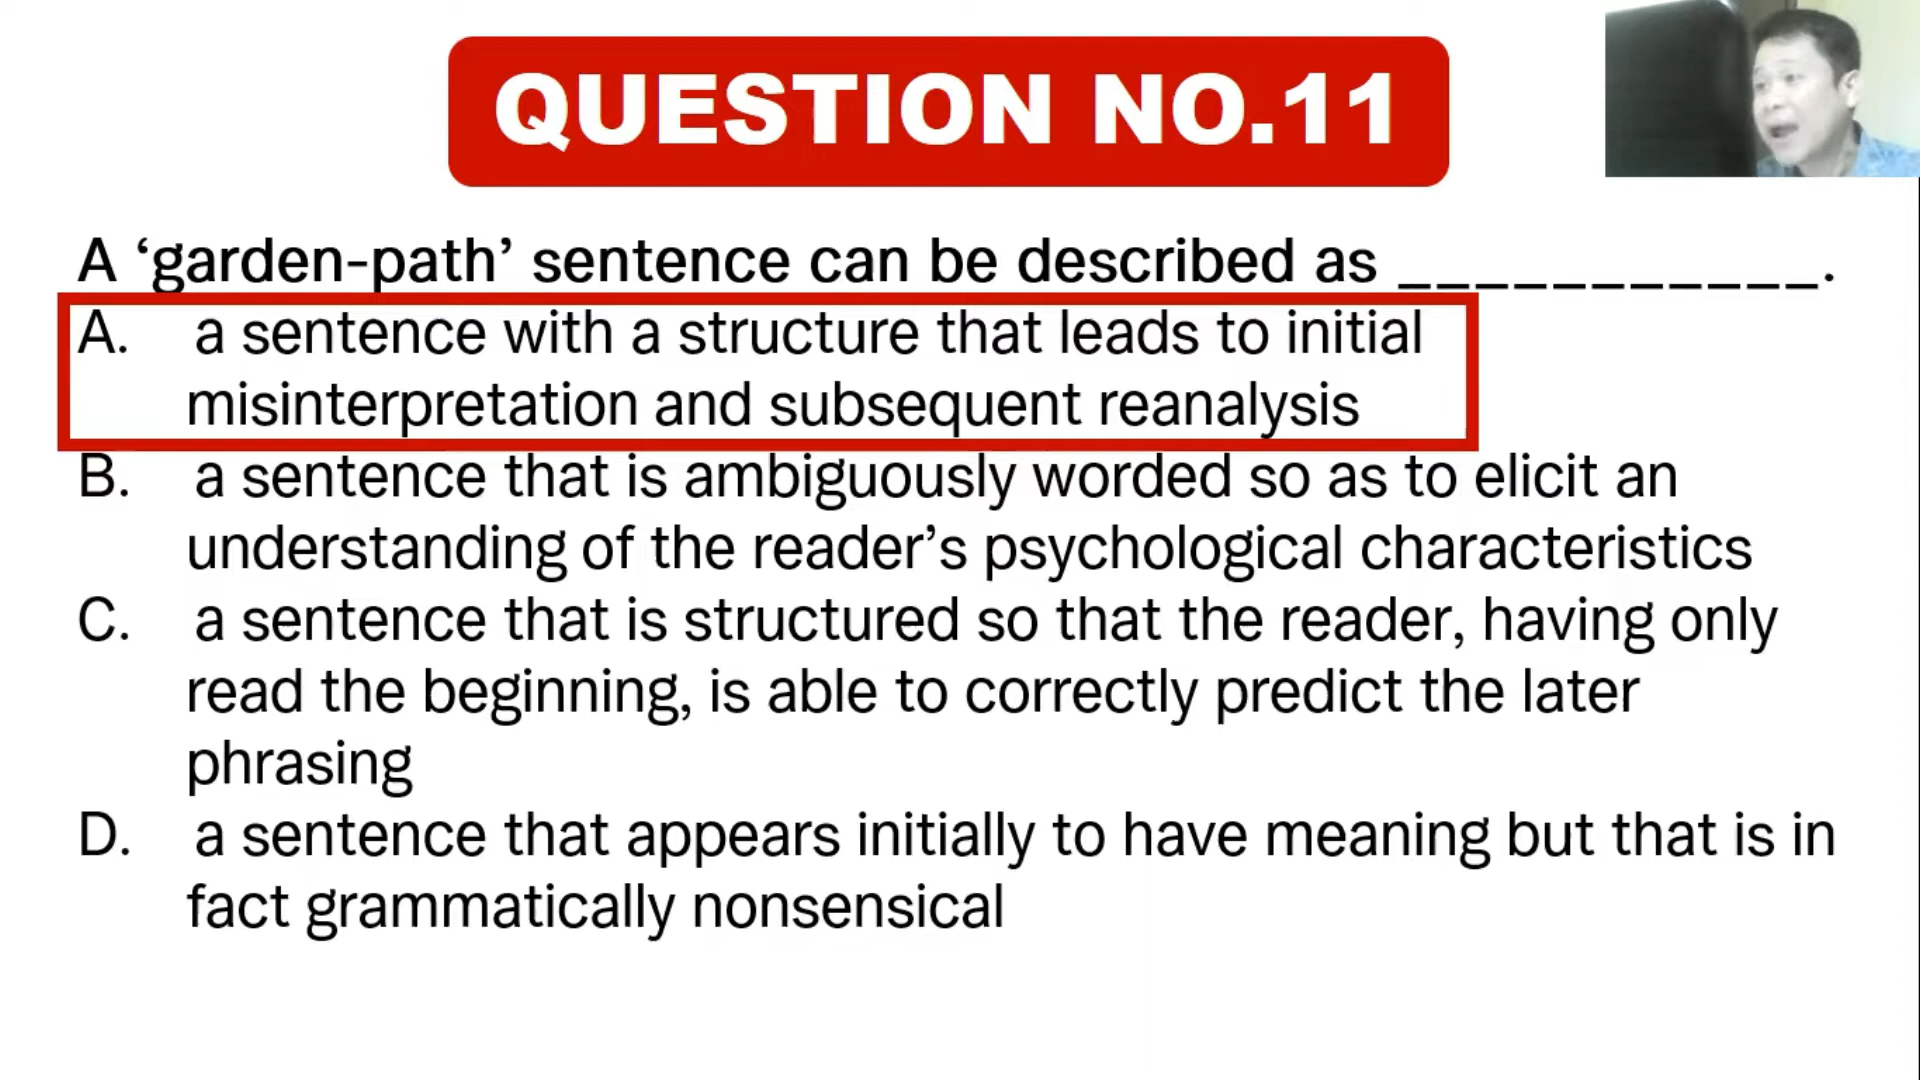 QUESTION NO.11
A ‘garden-path’ sentence can be described as ___________.
A. a sentence with a structure that leads to initial
misinterpretation and subsequent reanalysis
B. a sentence that is ambiguously worded so as to elicit an
understanding of the reader’s psychological characteristics
C. a sentence that is structured so that the reader, having only
read the beginning, is able to correctly predict the later
phrasing
D. a sentence that appears initially to have meaning but that is in
fact grammatically nonsensical